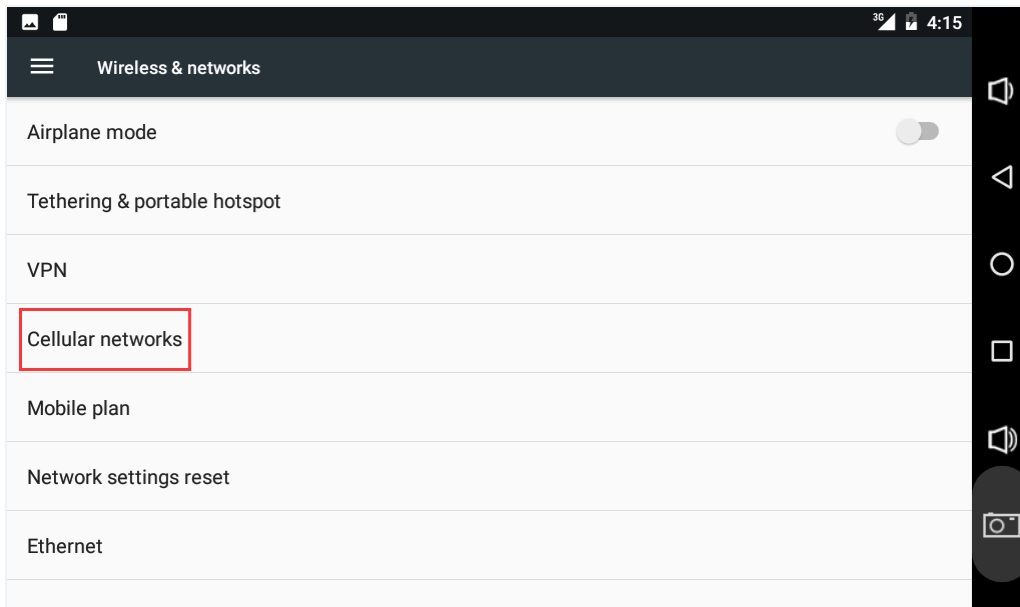 3G 4:15
Wireless & networks
Airplane mode
Tethering & portable hotspot
VPN
Cellular networks
Mobile plan
Network settings reset
Ethernet